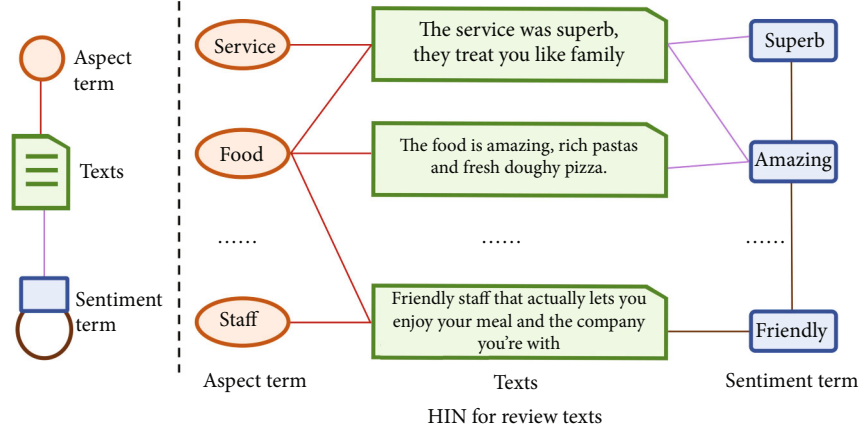 Aspect
term
Texts
Sentiment
term
Service
Food
......
Staff
Aspect term
The service was superb,
they treat you like family
The food is amazing, rich pastas
and fresh doughy pizza.
......
Friendly staff that actually lets you
enjoy your meal and the company
you're with
Texts
Superb
Amazing
......
Friendly
Sentiment term
HIN for review texts